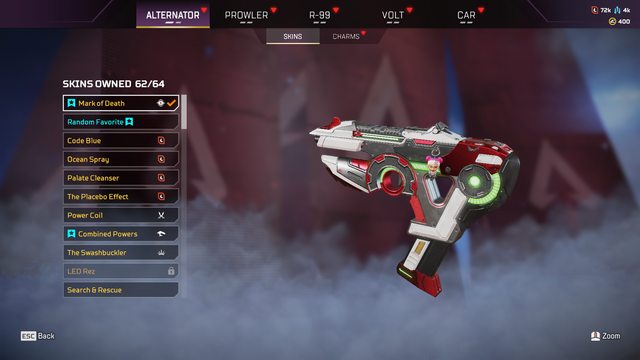 ALTERNATOR
PROWLER
R-99
VOLT
CAR
72k
4k
400
SKINS
CHARMS
SKINS OWNED 62/64
Mark of Death
Random Favorite
Code Blue
Ocean Spray
Palate Cleanser
The Placebo Effect
Power Coil
Combined Powers
The Swashbuckler
LED Rez
Search & Rescue
ESC Back
Zoom